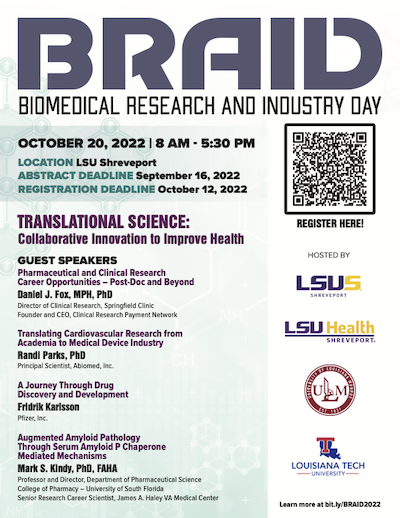 BRAID
BIOMEDICAL RESEARCH AND INDUSTRY DAY
OCTOBER 20, 2022 | 8 AM - 5:30 PM
LOCATION LSU Shreveport
ABSTRACT DEADLINE September 16, 2022
REGISTRATION DEADLINE October 12, 2022
REGISTER HERE!
TRANSLATIONAL SCIENCE:
Collaborative Innovation to Improve Health
GUEST SPEAKERS
Pharmaceutical and Clinical Research
Career Opportunities – Post-Doc and Beyond
Daniel J. Fox, MPH, PhD
Director of Clinical Research, Springfield Clinic
Founder and CEO, Clinical Research Payment Network
Translating Cardiovascular Research from
Academia to Medical Device Industry
Randi Parks, PhD
Principal Scientist, Abiomed, Inc.
A Journey Through Drug
Discovery and Development
Fridrik Karlsson
Pfizer, Inc.
Augmented Amyloid Pathology
Through Serum Amyloid P Chaperone
Mediated Mechanisms
Mark S. Kindy, PhD, FAHA
Professor and Director, Department of Pharmaceutical Science
College of Pharmacy – University of South Florida
Senior Research Career Scientist, James A. Haley VA Medical Center
HOSTED BY
LSUS
SHREVEPORT
LSU Health
SHREVEPORT
UNIVERSITY OF LOUISIANA MONROE
ULM
EST. 1931
LOUISIANA TECH
UNIVERSITY
Learn more at bit.ly/BRAID2022